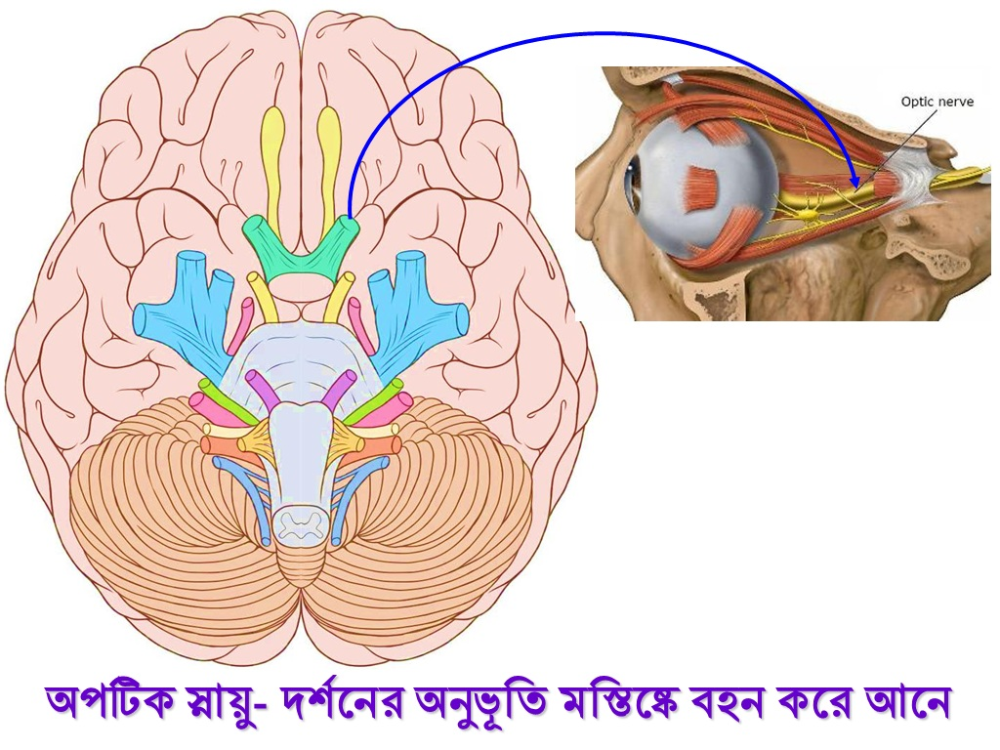 Optic nerve
অপটিক স্নায়ু- দর্শনের অনুভূতি মস্তিষ্কে বহন করে আনে